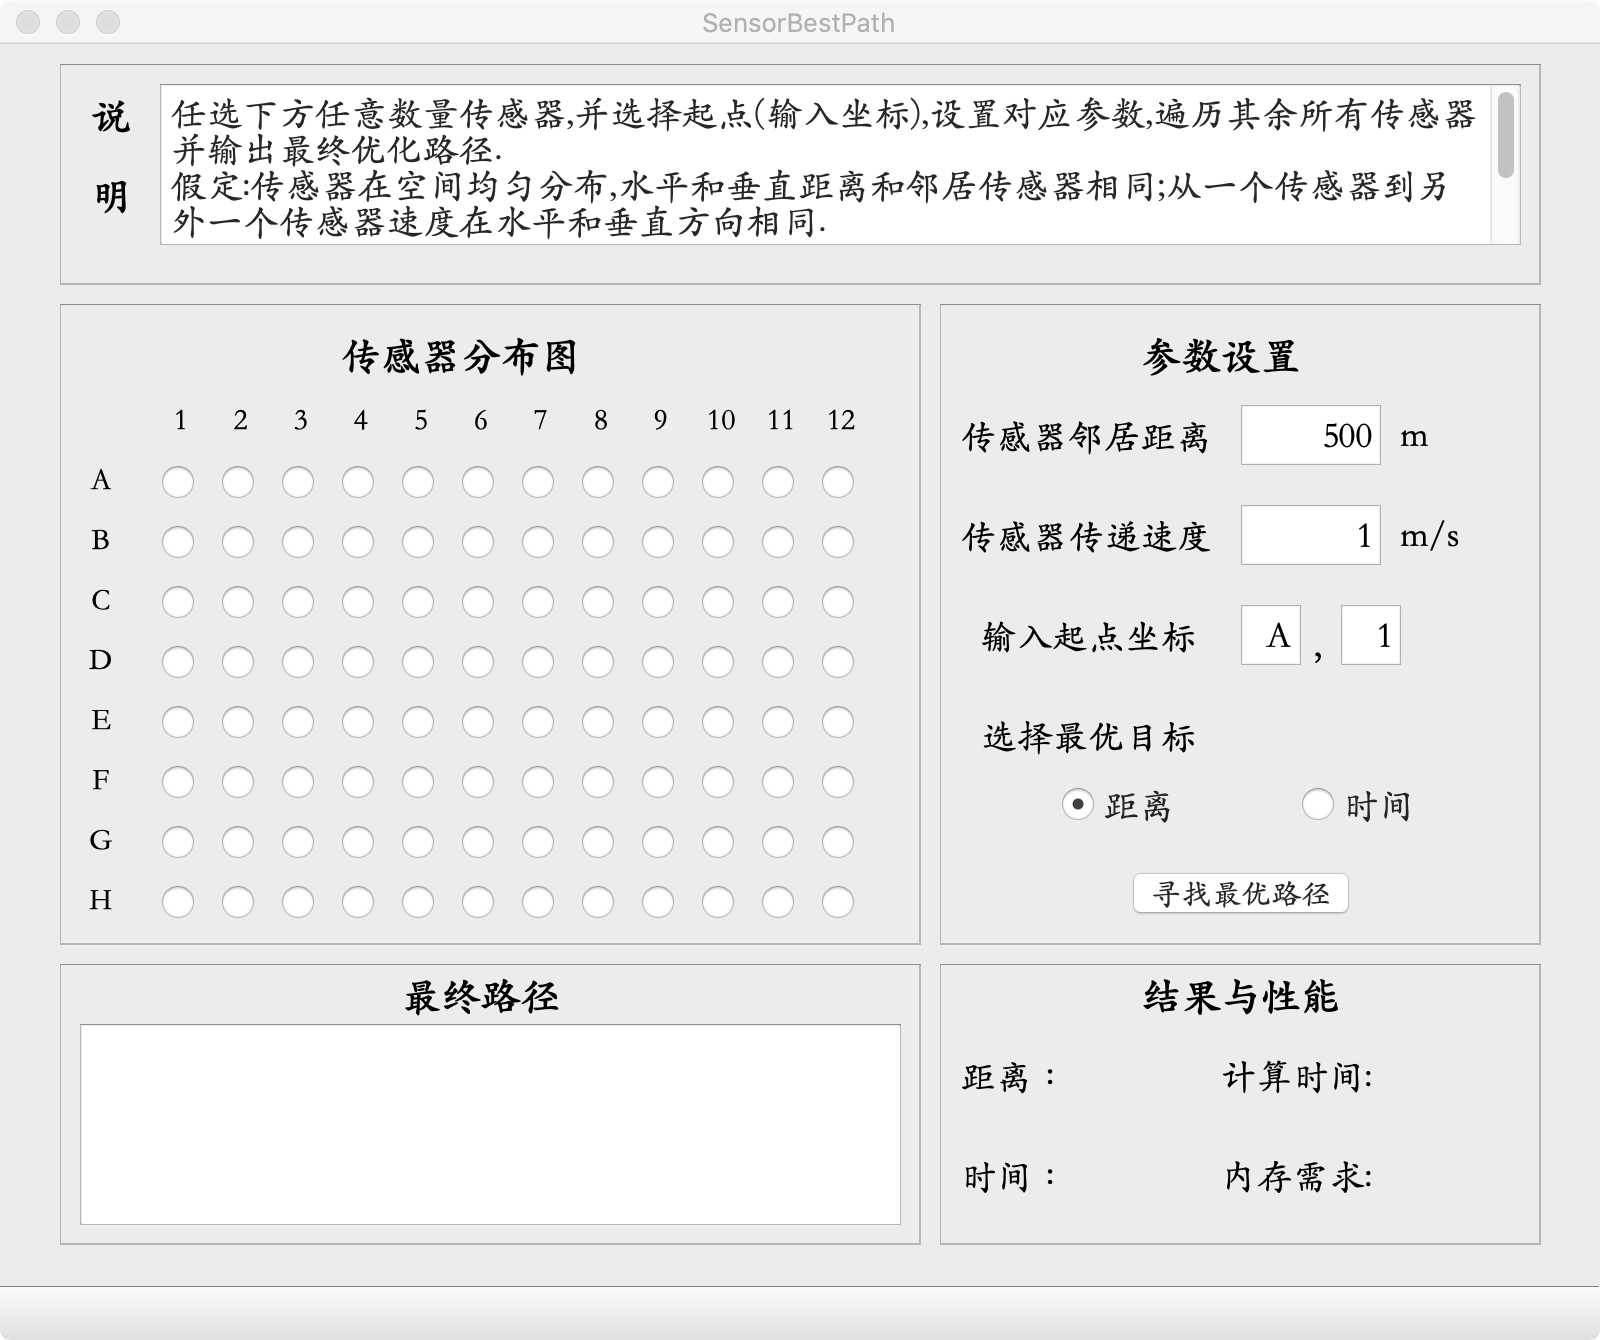 SensorBestPath
说
明
任选下方任意数量传感器,并选择起点(输入坐标),设置对应参数,遍历其余所有传感器
并输出最终优化路径.
假定:传感器在空间均匀分布,水平和垂直距离和邻居传感器相同;从一个传感器到另
外一个传感器速度在水平和垂直方向相同.
传感器分布图
1 2 3 4 5 6 7 8 9 10 11 12
A
B
C
D
E
F
G
H
参数设置
传感器邻居距离 500 m
传感器传递速度 1 m/s
输入起点坐标 A , 1
选择最优目标
距离 时间
寻找最优路径
最终路径
结果与性能
距离 : 计算时间:
时间 : 内存需求: